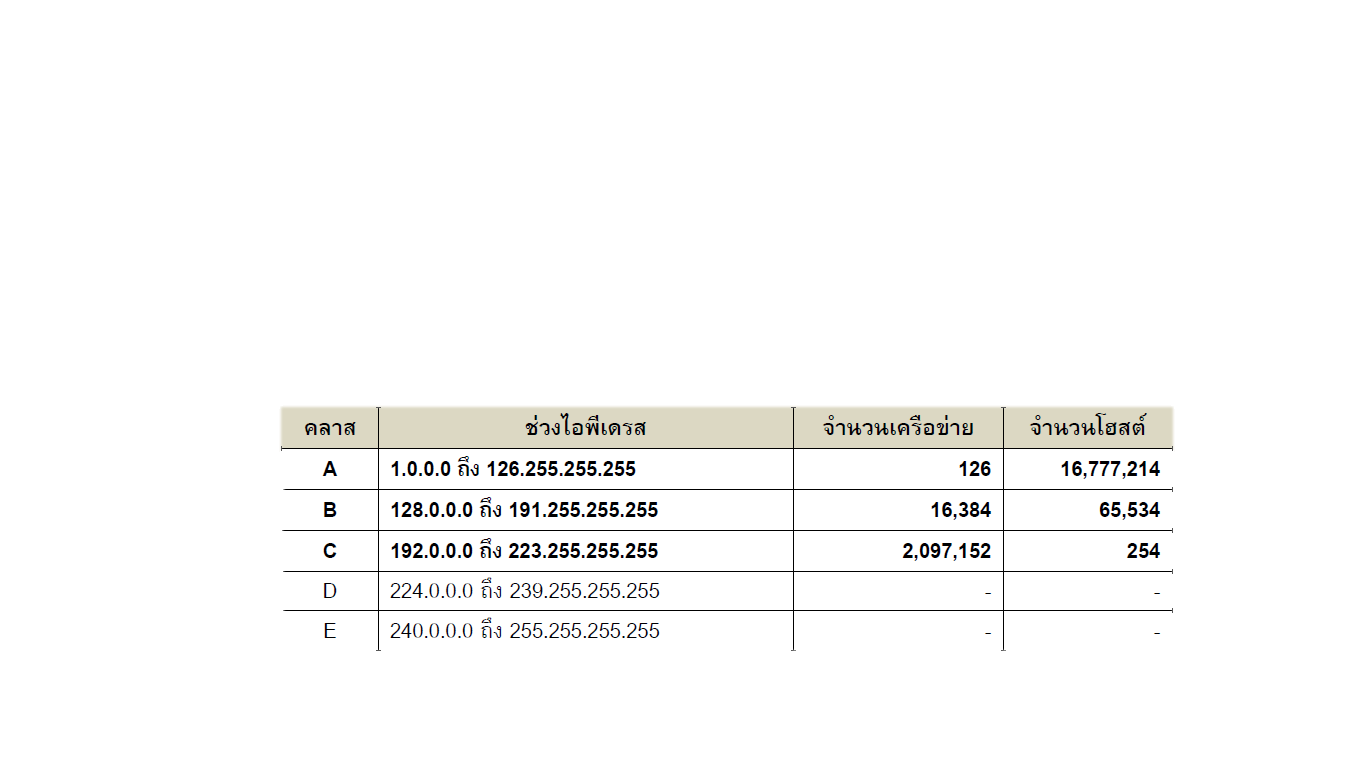 คลาส ช่วงไอพีเดรส จำนวนเครือข่าย จำนวนโฮสต์
A 1.0.0.0 ถึง 126.255.255.255 126 16,777,214
B 128.0.0.0 ถึง 191.255.255.255 16,384 65,534
C 192.0.0.0 ถึง 223.255.255.255 2,097,152 254
D 224.0.0.0 ถึง 239.255.255.255 - -
E 240.0.0.0 ถึง 255.255.255.255 - -